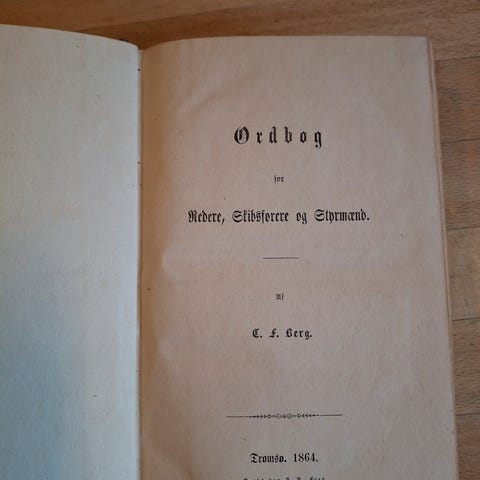 Ordbog
for
Redere, Skibsførere og Styrmænd.
Af
C. F. Berg.
Tromsø. 1864.